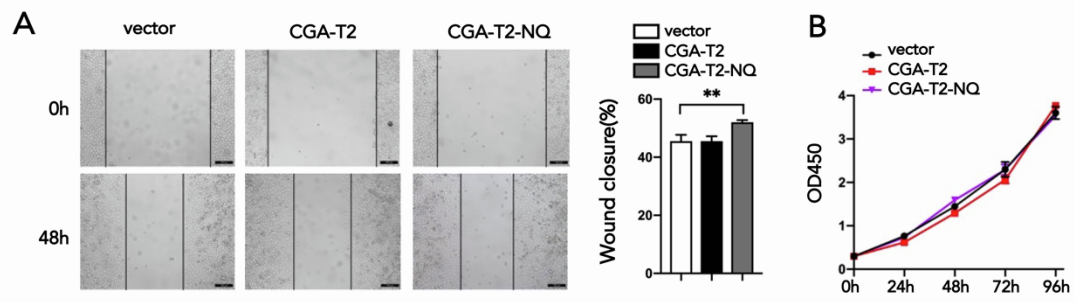 A
vector
CGA-T2
CGA-T2-NQ
0h
48h
vector
CGA-T2
CGA-T2-NQ
**
Wound closure(%)
60
40
20
0
B
vector
CGA-T2
CGA-T2-NQ
OD450
4
3
2
1
0
0h 24h 48h 72h 96h